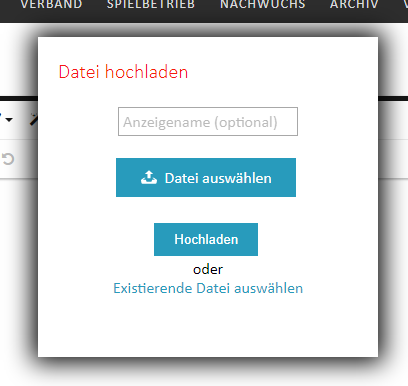 VERBAND SPIELBETRIEB NACHWUCHS ARCHIV
Datei hochladen
Anzeigename (optional)
Datei auswählen
Hochladen
oder
Existierende Datei auswählen